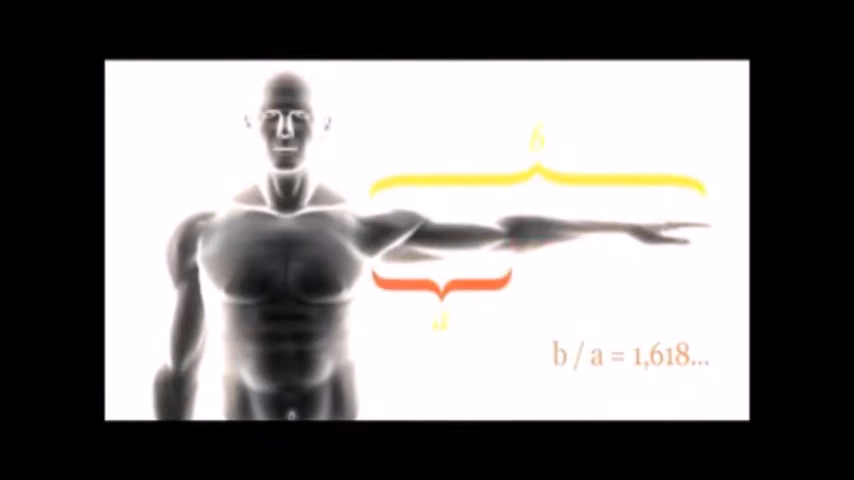 b
a
b / a = 1,618...